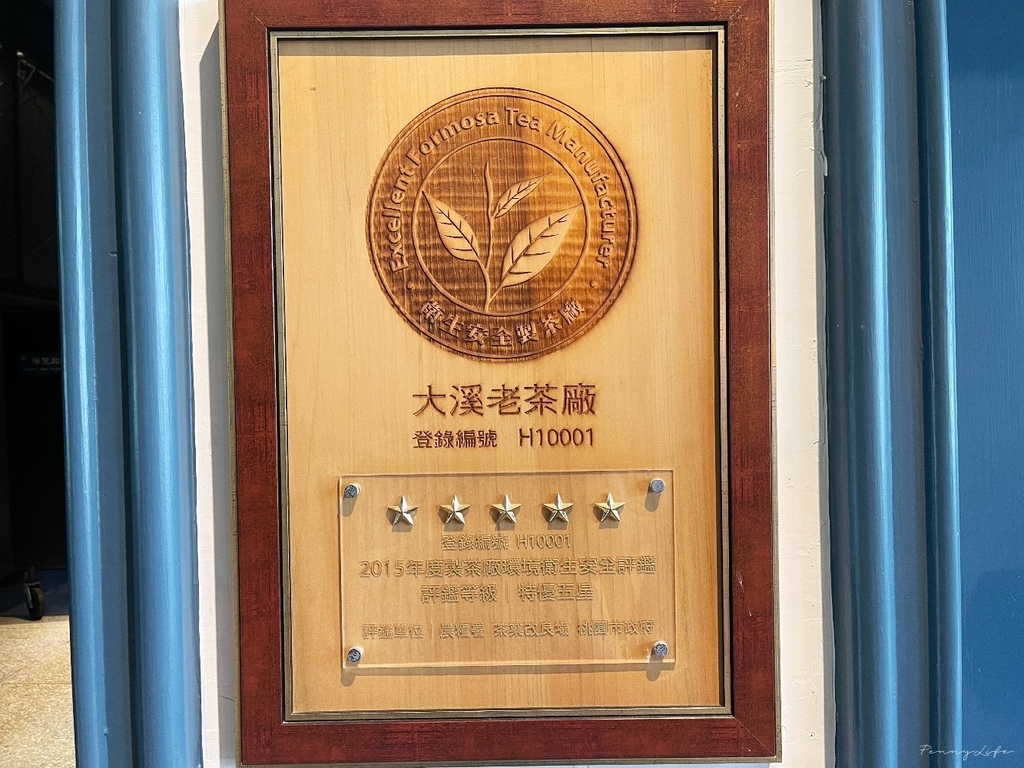 Excellent Formosa Tea Manufacturer
衛生安全製茶廠
大溪老茶廠
登錄編號 H10001
登錄編號 H10001
2015年度製茶廠環境衛生安全評鑑
評鑑等級｜特優五星
評鑑單位｜農糧署 茶業改良場 桃園市政府
PennyLife